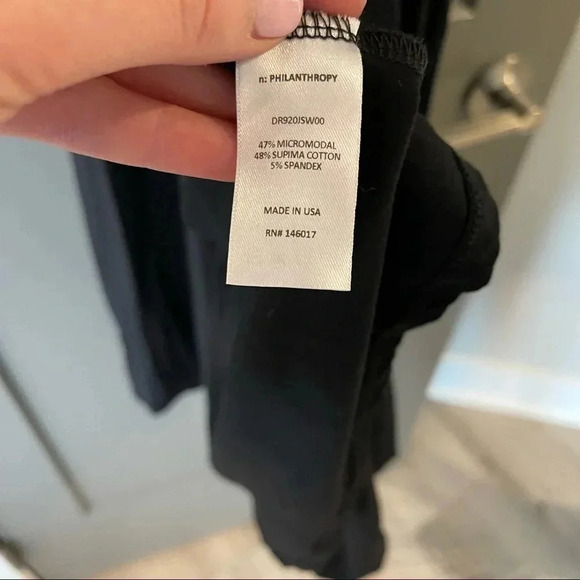 n: PHILANTHROPY
DR920JSW00
47% MICROMODAL
48% SUPIMA COTTON
5% SPANDEX
MADE IN USA
RN# 146017